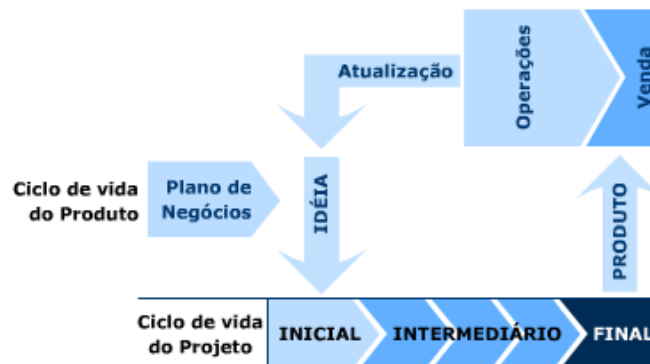 Atualização
Operações
Venda
Ciclo de vida
do Produto
Plano de
Negócios
IDÉIA
PRODUTO
Ciclo de vida
do Projeto
INICIAL
INTERMEDIÁRIO
FINAL